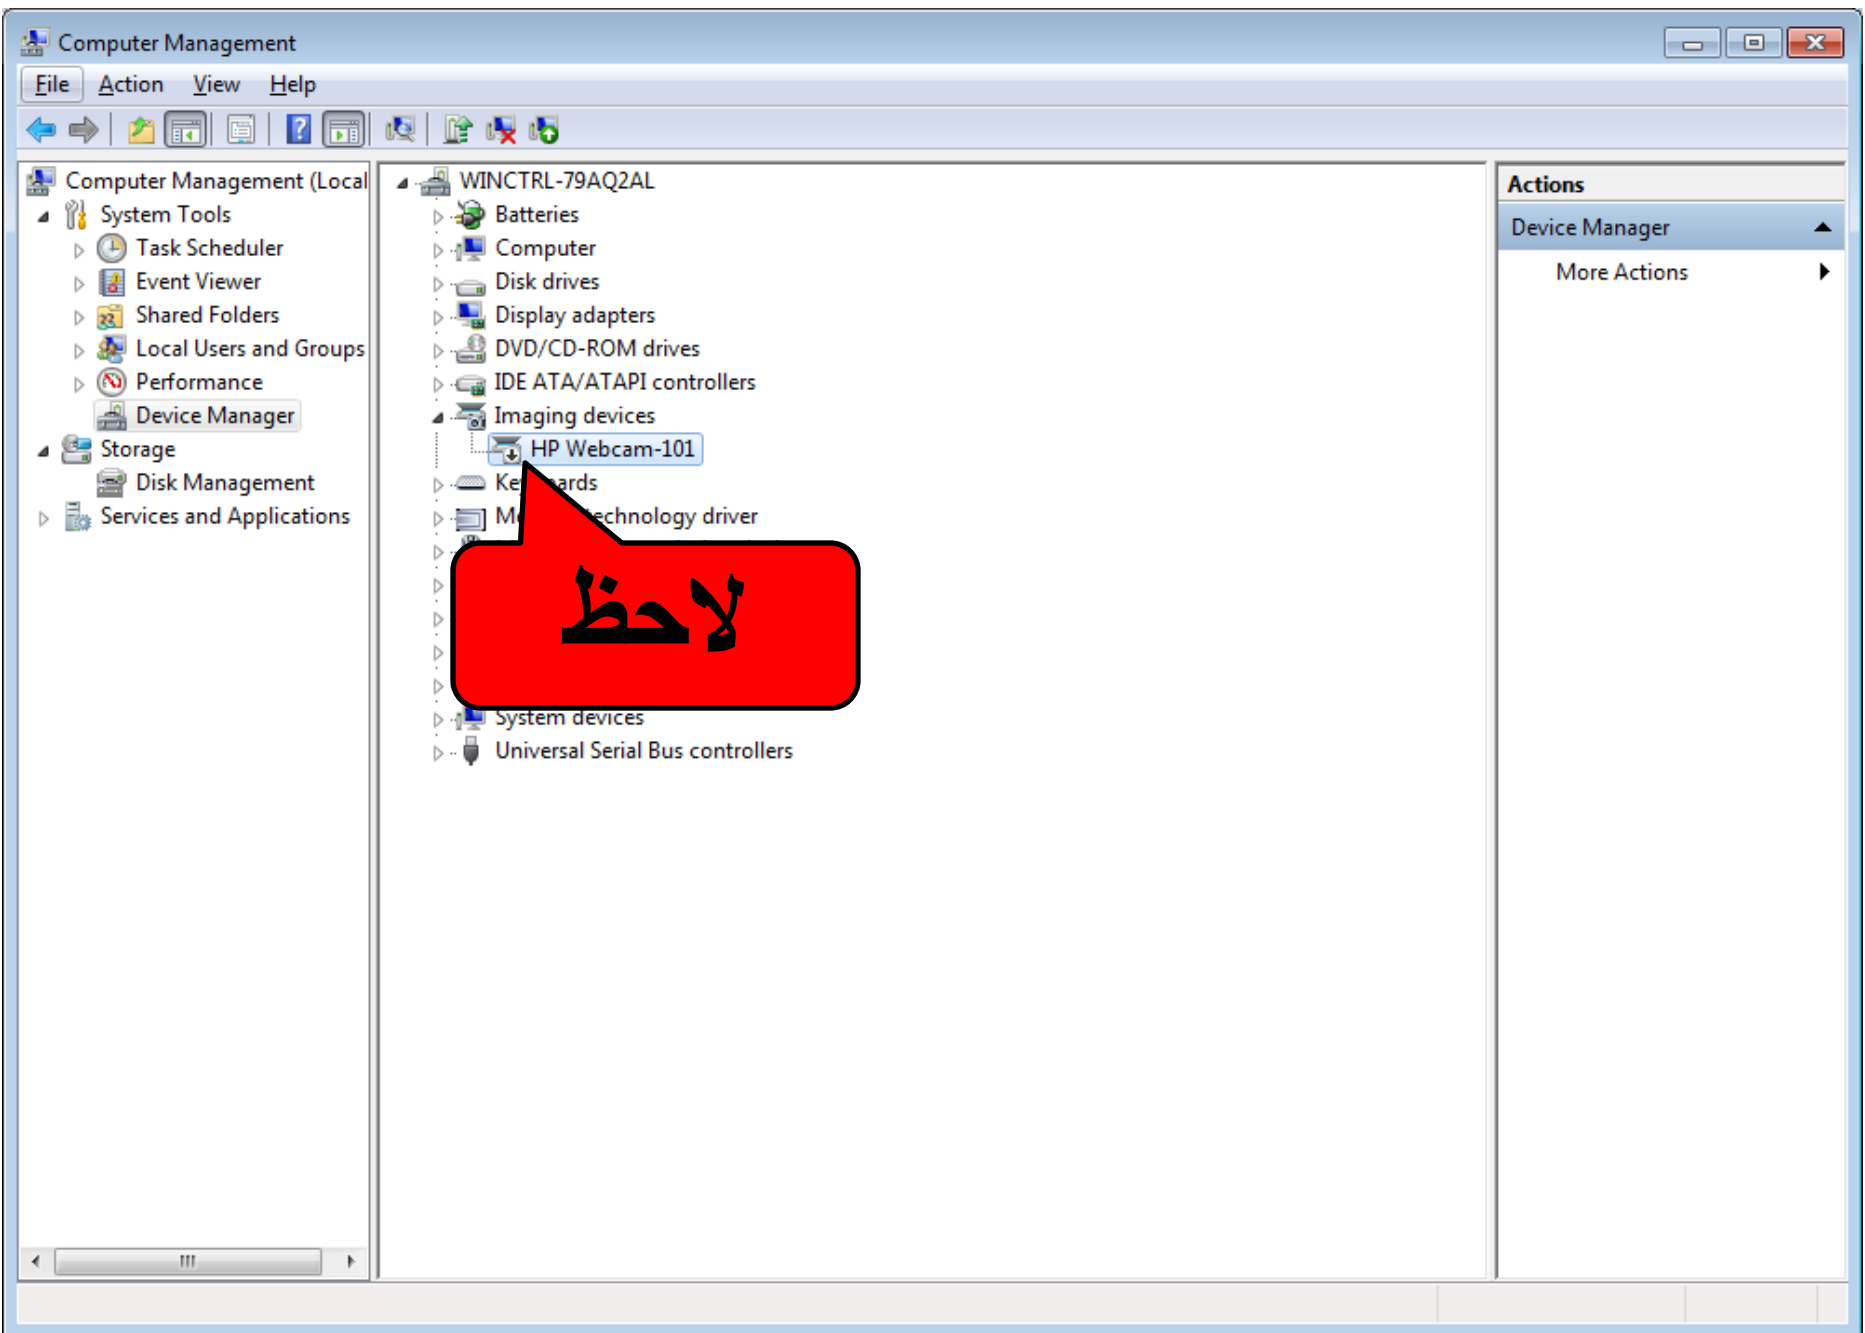 Computer Management
File Action View Help
Computer Management (Local
System Tools
Task Scheduler
Event Viewer
Shared Folders
Local Users and Groups
Performance
Device Manager
Storage
Disk Management
Services and Applications
WINCTRL-79AQ2AL
Batteries
Computer
Disk drives
Display adapters
DVD/CD-ROM drives
IDE ATA/ATAPI controllers
Imaging devices
HP Webcam-101
driver
لاحظ
System devices
Universal Serial Bus controllers
Actions
Device Manager
More Actions